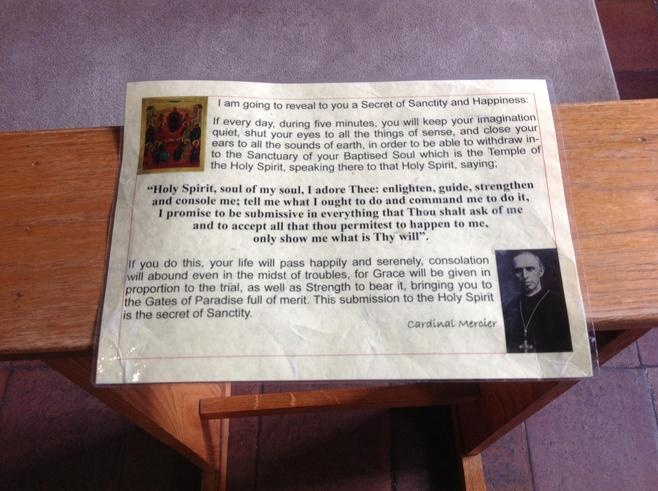 I am going to reveal to you a Secret of Sanctity and Happiness:
If every day, during five minutes, you will keep your imagination
quiet, shut your eyes to all the things of sense, and close your
ears to all the sounds of earth, in order to be able to withdraw in-
to the Sanctuary of your Baptised Soul which is the Temple of
the Holy Spirit, speaking there to that Holy Spirit, saying;
“Holy Spirit, soul of my soul, I adore Thee: enlighten, guide, strengthen
and console me; tell me what I ought to do and command me to do it,
I promise to be submissive in everything that Thou shalt ask of me
and to accept all that thou permitest to happen to me,
only show me what is Thy will”.
If you do this, your life will pass happily and serenely, consolation
will abound even in the midst of troubles, for Grace will be given in
proportion to the trial, as well as Strength to bear it, bringing you to
the Gates of Paradise full of merit. This submission to the Holy Spirit
is the secret of Sanctity.
Cardinal Mercier